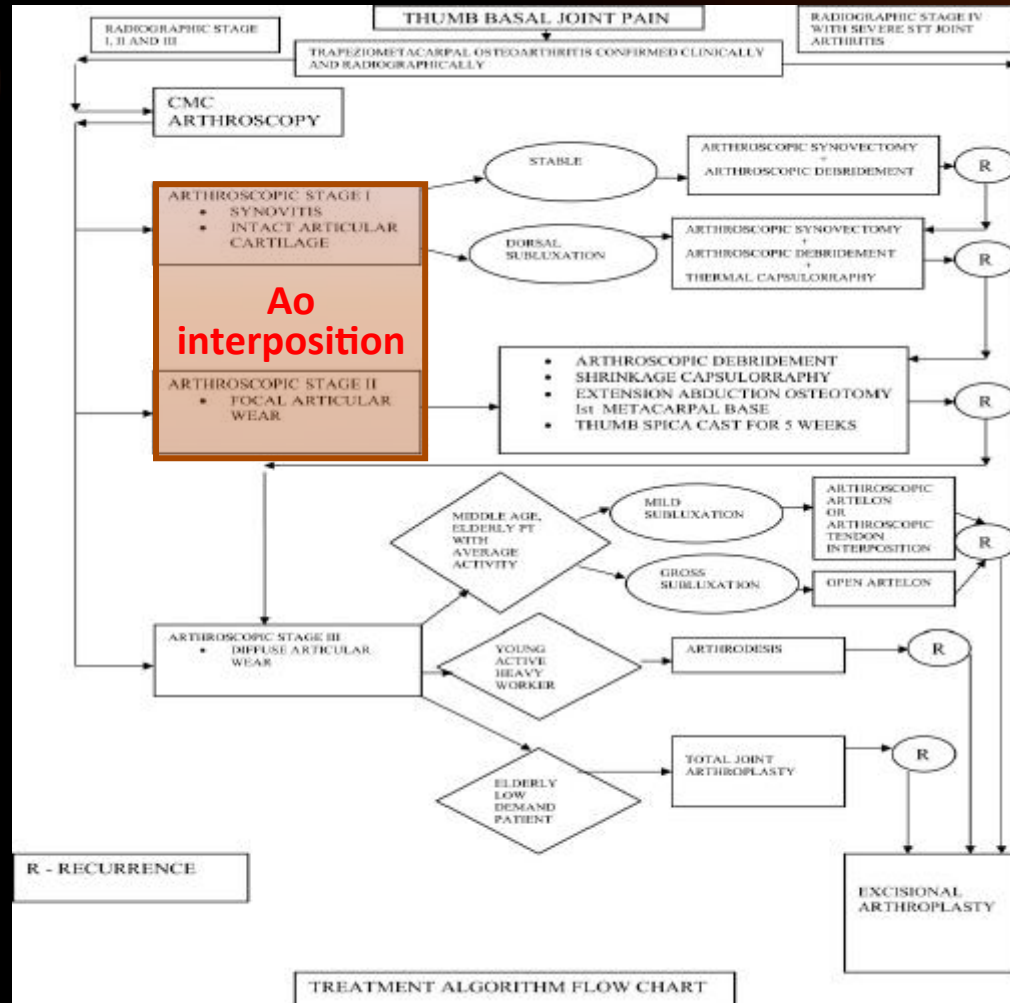 THUMB BASAL JOINT PAIN
RADIOGRAPHIC STAGE
I, II AND III
RADIOGRAPHIC STAGE IV
WITH SEVERE STT JOINT
ARTHRITES
TRAPEZIOMETACARPAL OSTEOARTHRITIS CONFIRMED CLINICALLY
AND RADIOGRAPHICALLY
CMC
ARTHROSCOPY
ARTHROSCOPIC STAGE I
• SYNOVITIS
• INTACT ARTICULAR
CARTILAGE
STABLE
ARTHROSCOPIC SYNOVECTOMY
+
ARTHROSCOPIC DEBRIDEMENT
R
DORSAL
SUBLUXATION
ARTHROSCOPIC SYNOVECTOMY
+
ARTHROSCOPIC DEBRIDEMENT
+
THERMAL CAPSULORRAPHY
R
Ao
interposition
ARTHROSCOPIC STAGE II
• FOCAL ARTICULAR
WEAR
• ARTHROSCOPIC DEBRIDEMENT
• SHRINKAGE CAPSULORRAPHY
• EXTENSION ABDUCTION OSTEOTOMY
1st METACARPAL BASE
• THUMB SPICA CAST FOR 5 WEEKS
R
MIDDLE AGE,
ELDERLY PT
WITH
AVERAGE
ACTIVITY
MILD
SUBLUXATION
ARTHROSCOPIC
ARTELON
OR
ARTHROSCOPIC
TENDON
INTERPOSITION
R
GROSS
SUBLUXATION
OPEN ARTELON
ARTHROSCOPIC STAGE III
• DIFFUSE ARTICULAR
WEAR
YOUNG
ACTIVE
HEAVY
WORKER
ARTHRODESIS
R
ELDERLY
LOW
DEMAND
PATIENT
TOTAL JOINT
ARTHROPLASTY
R
R - RECURRENCE
EXCISIONAL
ARTHROPLASTY
TREATMENT ALGORITHM FLOW CHART